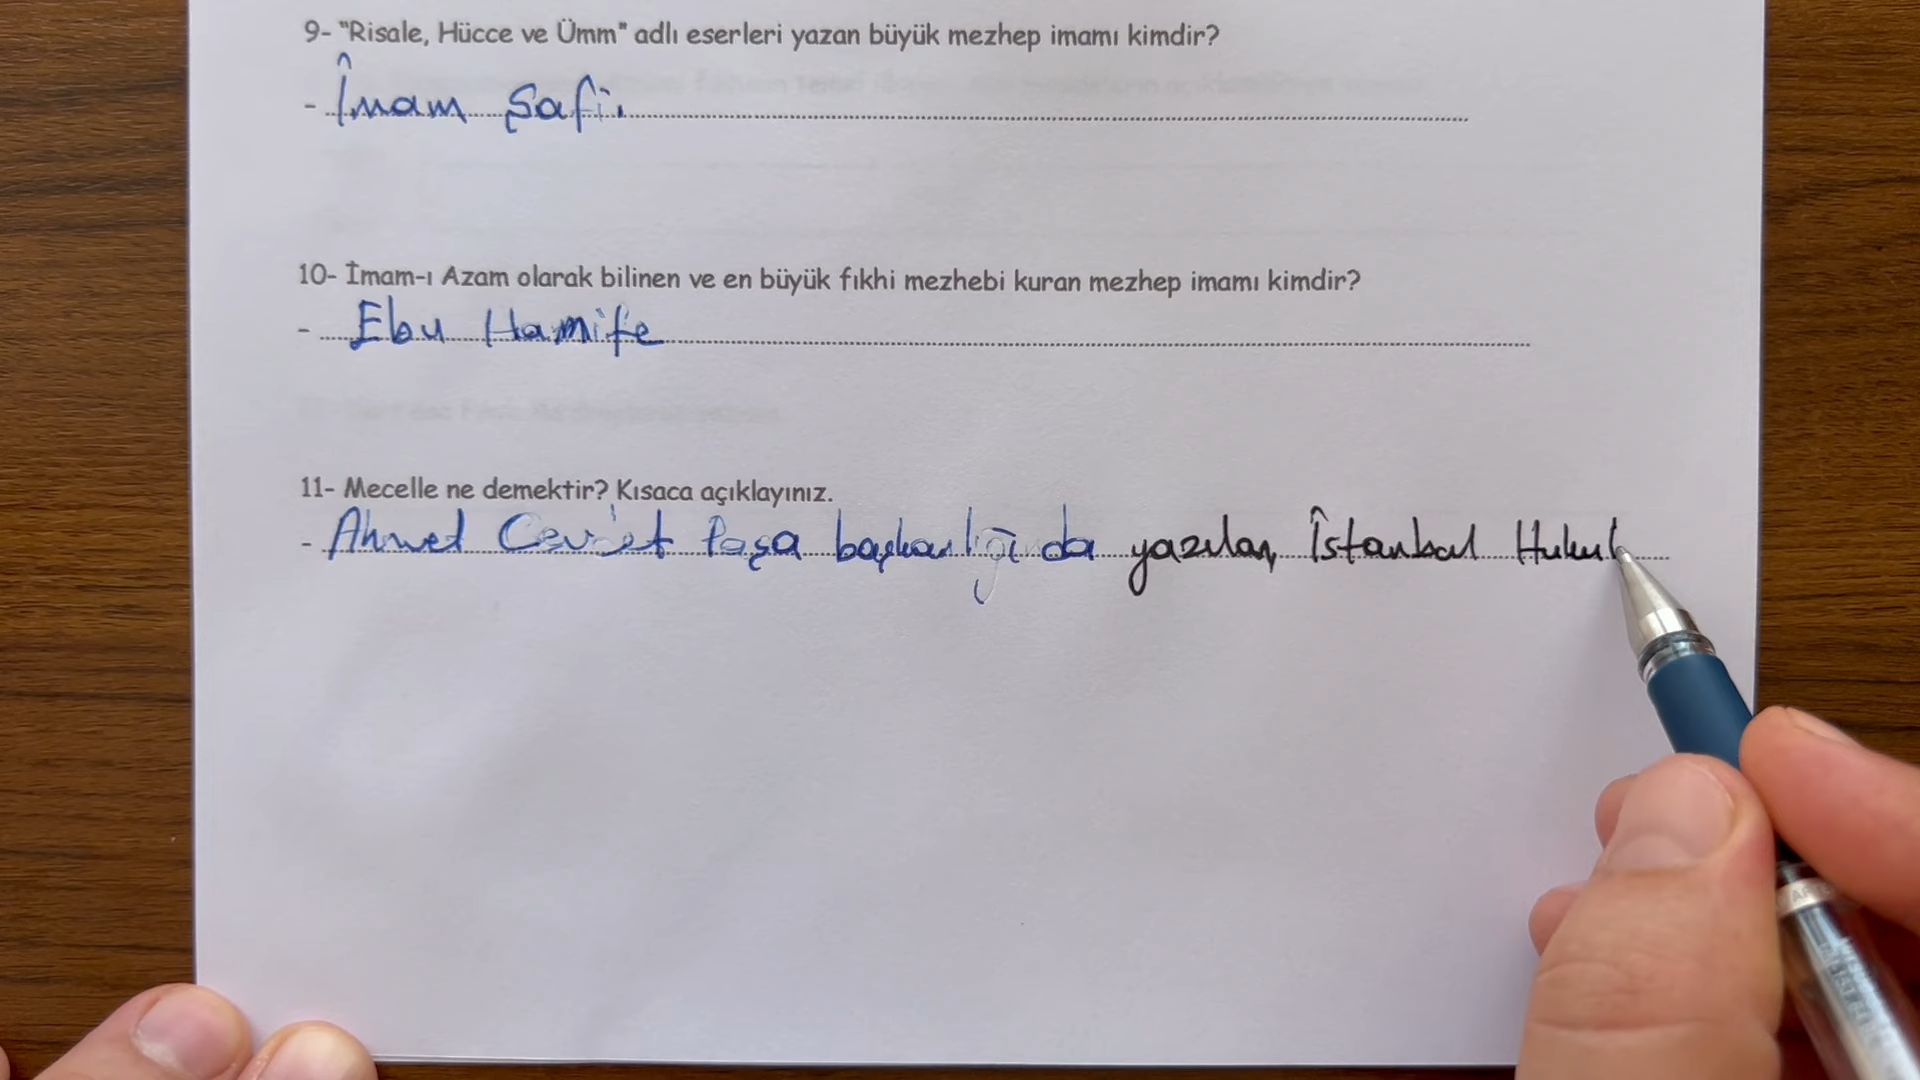 9- "Risale, Hücce ve Ümm" adlı eserleri yazan büyük mezhep imamı kimdir?
- İmam Şafi.
10- İmam-ı Azam olarak bilinen ve en büyük fıkhi mezhebi kuran mezhep imamı kimdir?
- Ebu Hanife
11- Mecelle ne demektir? Kısaca açıklayınız.
- Ahmed Cevdet Paşa başkanlığında yazılan, İstanbul Hukuk